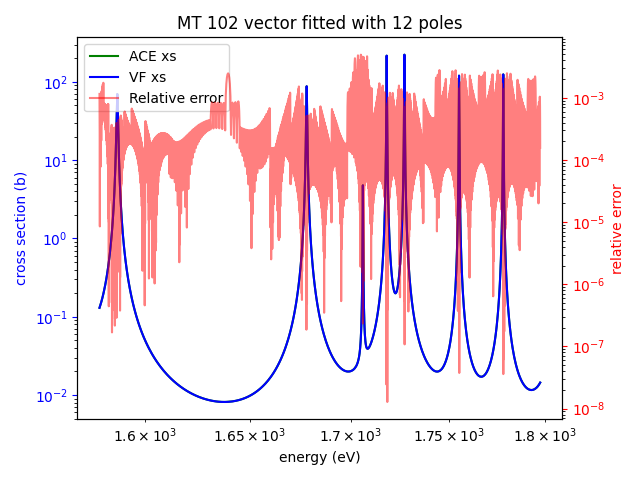 MT 102 vector fitted with 12 poles
ACE xs
VF xs
Relative error
cross section (b)
10²
10¹
10⁰
10⁻¹
10⁻²
relative error
10⁻³
10⁻⁴
10⁻⁵
10⁻⁶
10⁻⁷
10⁻⁸
1.6 × 10³ 1.65 × 10³ 1.7 × 10³ 1.75 × 10³ 1.8 × 10³
energy (eV)